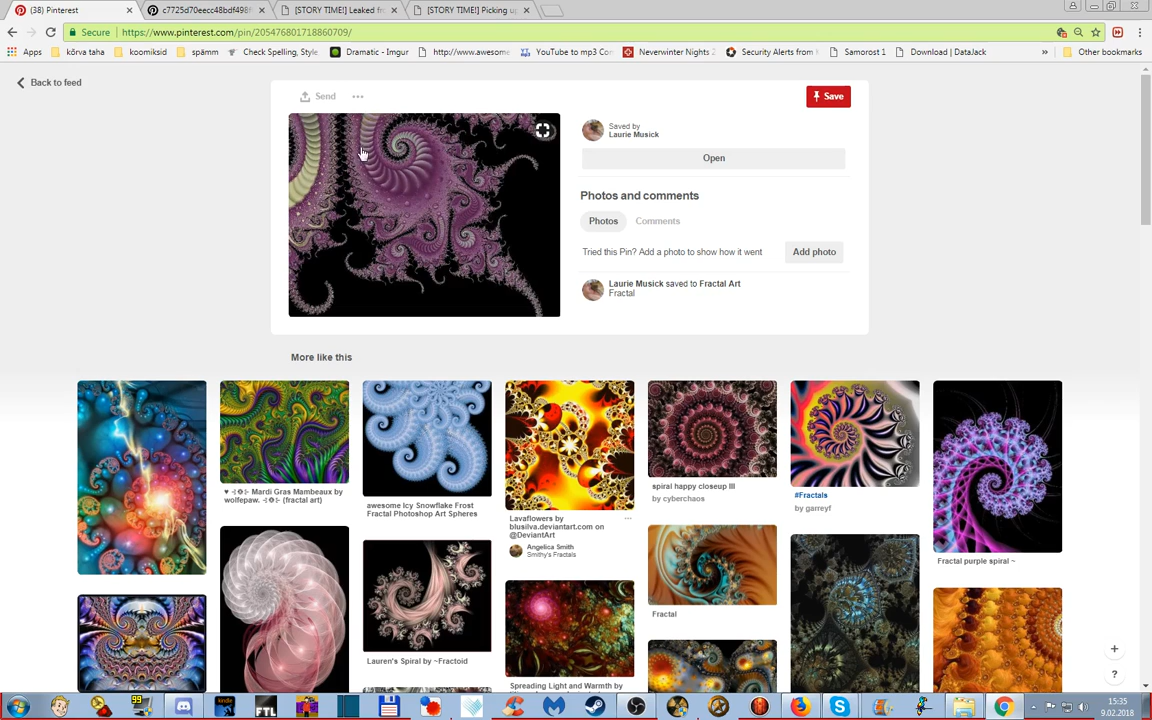 (38) Pinterest
c7725d70eecc48bdf498f
[STORY TIME!] Leaked fr
[STORY TIME!] Picking up
Secure
https://www.pinterest.com/pin/205476801718860709/
Apps
kõrva taha
koomiksid
spämm
Check Spelling, Style,
Dramatic - Imgur
http://www.awesome
YouTube to mp3 Con
Neverwinter Nights 2
Security Alerts from
Samorost 1
Download | DataJack
»
Other bookmarks
Back to feed
Send
Save
Saved by
Laurie Musick
Open
Photos and comments
Photos
Comments
Tried this Pin? Add a photo to show how it went
Add photo
Laurie Musick saved to Fractal Art
Fractal
More like this
♥ ⊰❁⊱ Mardi Gras Mambeaux by
wolfepaw. ⊰❁⊱ {fractal art}
awesome Icy Snowflake Frost
Fractal Photoshop Art Spheres
Lavaflowers by
blusilva.deviantart.com on
@DeviantArt
Angelica Smith
Smithy's Fractals
spiral happy closeup III
by cyberchaos
#Fractals
by garreyf
Fractal purple spiral ~
Fractal
Lauren's Spiral by ~Fractoid
Spreading Light and Warmth by
+
?
99
kindle
FTL
15:35
9.02.2018